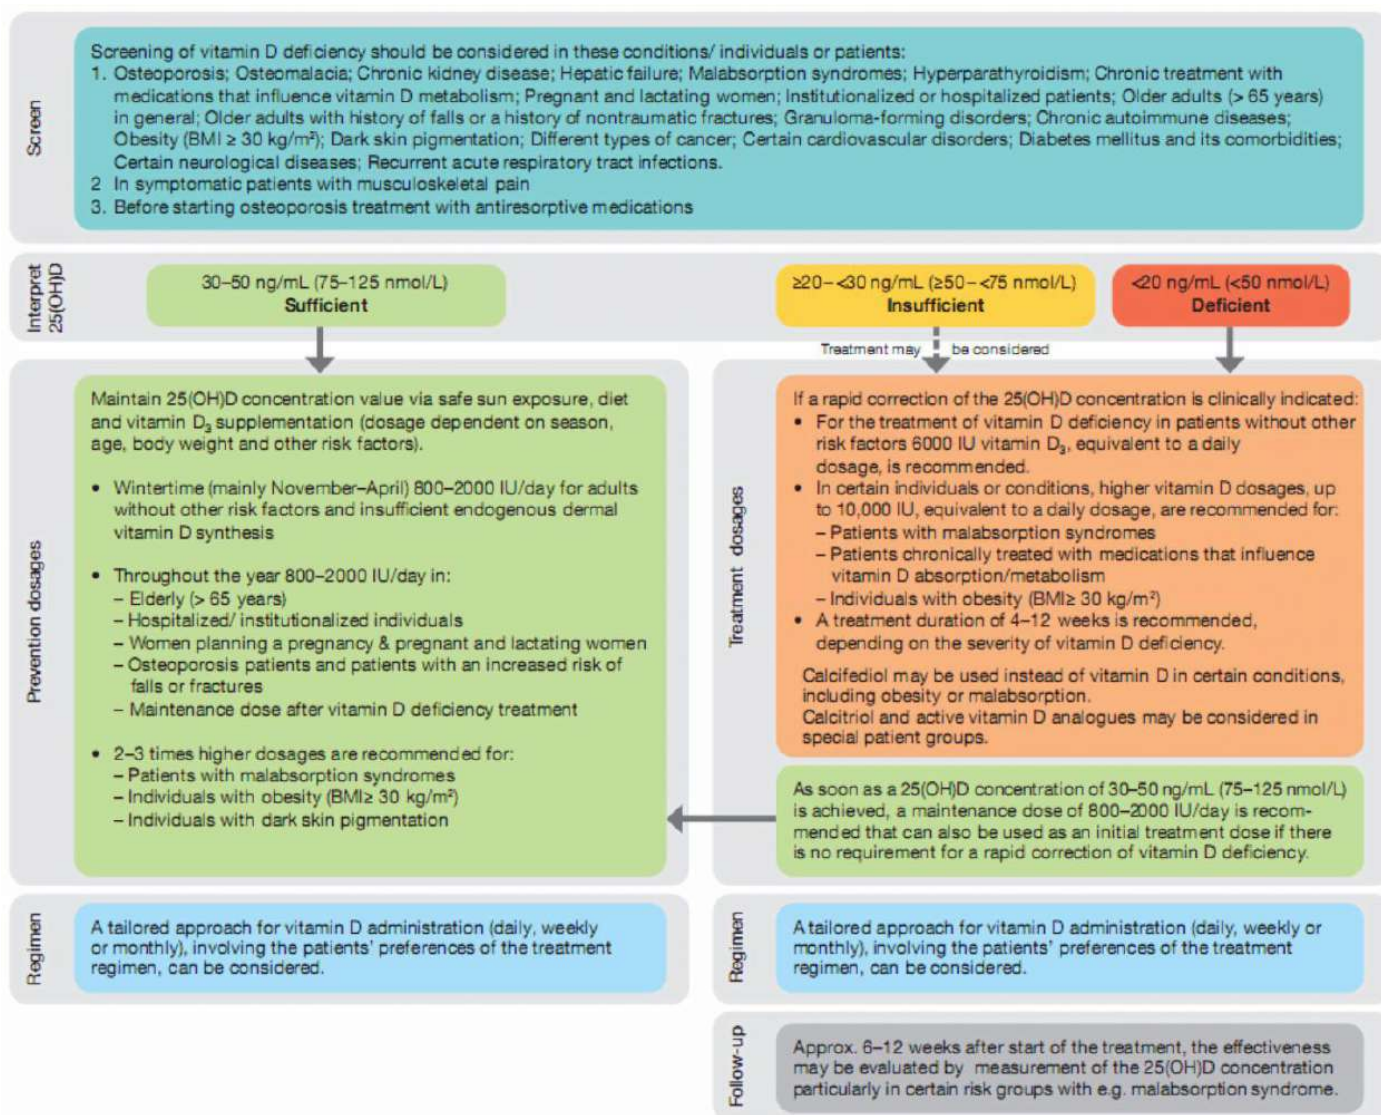 Screen
Screening of vitamin D deficiency should be considered in these conditions/ individuals or patients:
1. Osteoporosis; Osteomalacia; Chronic kidney disease; Hepatic failure; Malabsorption syndromes; Hyperparathyroidism; Chronic treatment with
medications that influence vitamin D metabolism; Pregnant and lactating women; Institutionalized or hospitalized patients; Older adults (> 65 years)
in general; Older adults with history of falls or a history of nontraumatic fractures; Granuloma-forming disorders; Chronic autoimmune diseases;
Obesity (BMI ≥ 30 kg/m²); Dark skin pigmentation; Different types of cancer; Certain cardiovascular disorders; Diabetes mellitus and its comorbidities;
Certain neurological diseases; Recurrent acute respiratory tract infections.
2 In symptomatic patients with musculoskeletal pain
3. Before starting osteoporosis treatment with antiresorptive medications
Interpret
25(OH)D
30–50 ng/mL (75–125 nmol/L)
Sufficient
≥20–<30 ng/mL (≥50–<75 nmol/L)
Insufficient
<20 ng/mL (<50 nmol/L)
Deficient
Treatment may be considered
Prevention dosages
Maintain 25(OH)D concentration value via safe sun exposure, diet
and vitamin D₃ supplementation (dosage dependent on season,
age, body weight and other risk factors).
• Wintertime (mainly November–April) 800–2000 IU/day for adults
without other risk factors and insufficient endogenous dermal
vitamin D synthesis
• Throughout the year 800–2000 IU/day in:
– Elderly (> 65 years)
– Hospitalized/ institutionalized individuals
– Women planning a pregnancy & pregnant and lactating women
– Osteoporosis patients and patients with an increased risk of
falls or fractures
– Maintenance dose after vitamin D deficiency treatment
• 2–3 times higher dosages are recommended for:
– Patients with malabsorption syndromes
– Individuals with obesity (BMI≥ 30 kg/m²)
– Individuals with dark skin pigmentation
Treatment dosages
If a rapid correction of the 25(OH)D concentration is clinically indicated:
• For the treatment of vitamin D deficiency in patients without other
risk factors 6000 IU vitamin D₃, equivalent to a daily
dosage, is recommended.
• In certain individuals or conditions, higher vitamin D dosages, up
to 10,000 IU, equivalent to a daily dosage, are recommended for:
– Patients with malabsorption syndromes
– Patients chronically treated with medications that influence
vitamin D absorption/metabolism
– Individuals with obesity (BMI≥ 30 kg/m²)
• A treatment duration of 4–12 weeks is recommended,
depending on the severity of vitamin D deficiency.
Calcifediol may be used instead of vitamin D in certain conditions,
including obesity or malabsorption.
Calcitriol and active vitamin D analogues may be considered in
special patient groups.
As soon as a 25(OH)D concentration of 30–50 ng/mL (75–125 nmol/L)
is achieved, a maintenance dose of 800–2000 IU/day is recom-
mended that can also be used as an initial treatment dose if there
is no requirement for a rapid correction of vitamin D deficiency.
Regimen
A tailored approach for vitamin D administration (daily, weekly
or monthly), involving the patients' preferences of the treatment
regimen, can be considered.
Regimen
A tailored approach for vitamin D administration (daily, weekly or
monthly), involving the patients' preferences of the treatment
regimen, can be considered.
Follow-up
Approx. 6–12 weeks after start of the treatment, the effectiveness
may be evaluated by measurement of the 25(OH)D concentration
particularly in certain risk groups with e.g. malabsorption syndrome.